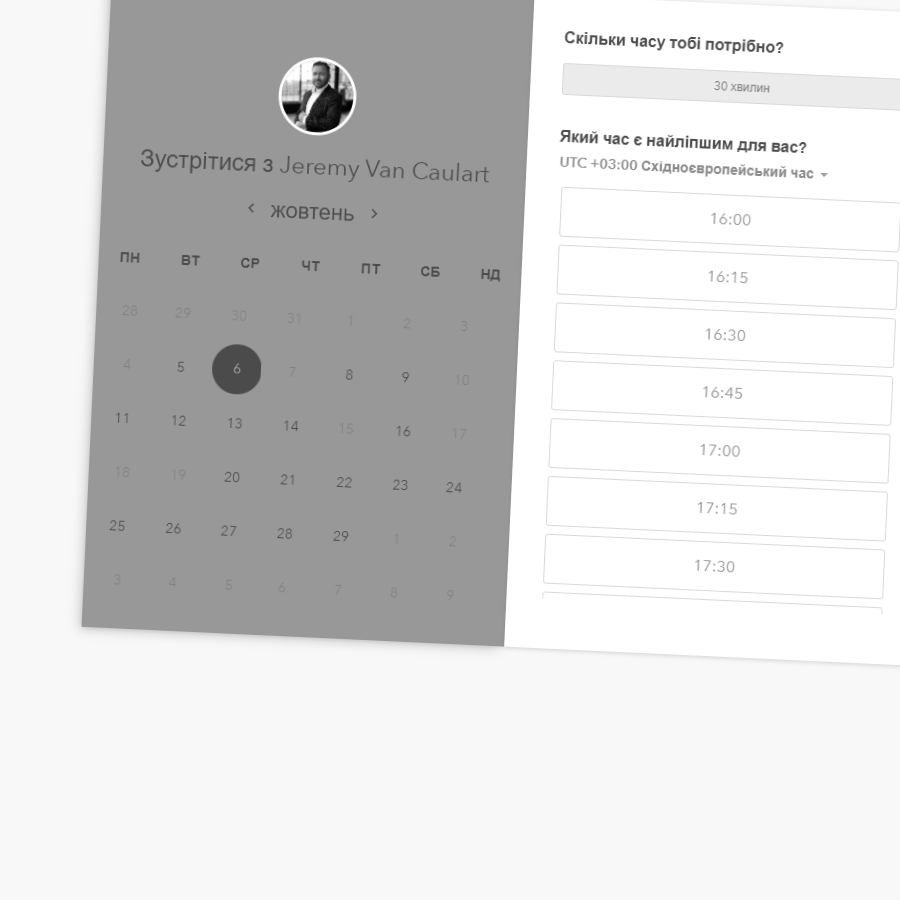 Зустрітися з Jeremy Van Caulart
жовтень
ПН ВТ СР ЧТ ПТ СБ НД
28 29 30 31 1 2 3
4 5 6 7 8 9 10
11 12 13 14 15 16 17
18 19 20 21 22 23 24
25 26 27 28 29 1 2
3 4 5 6 7 8 9
Скільки часу тобі потрібно?
30 хвилин
Який час є найліпшим для вас?
UTC +03:00 Східноєвропейський час
16:00
16:15
16:30
16:45
17:00
17:15
17:30